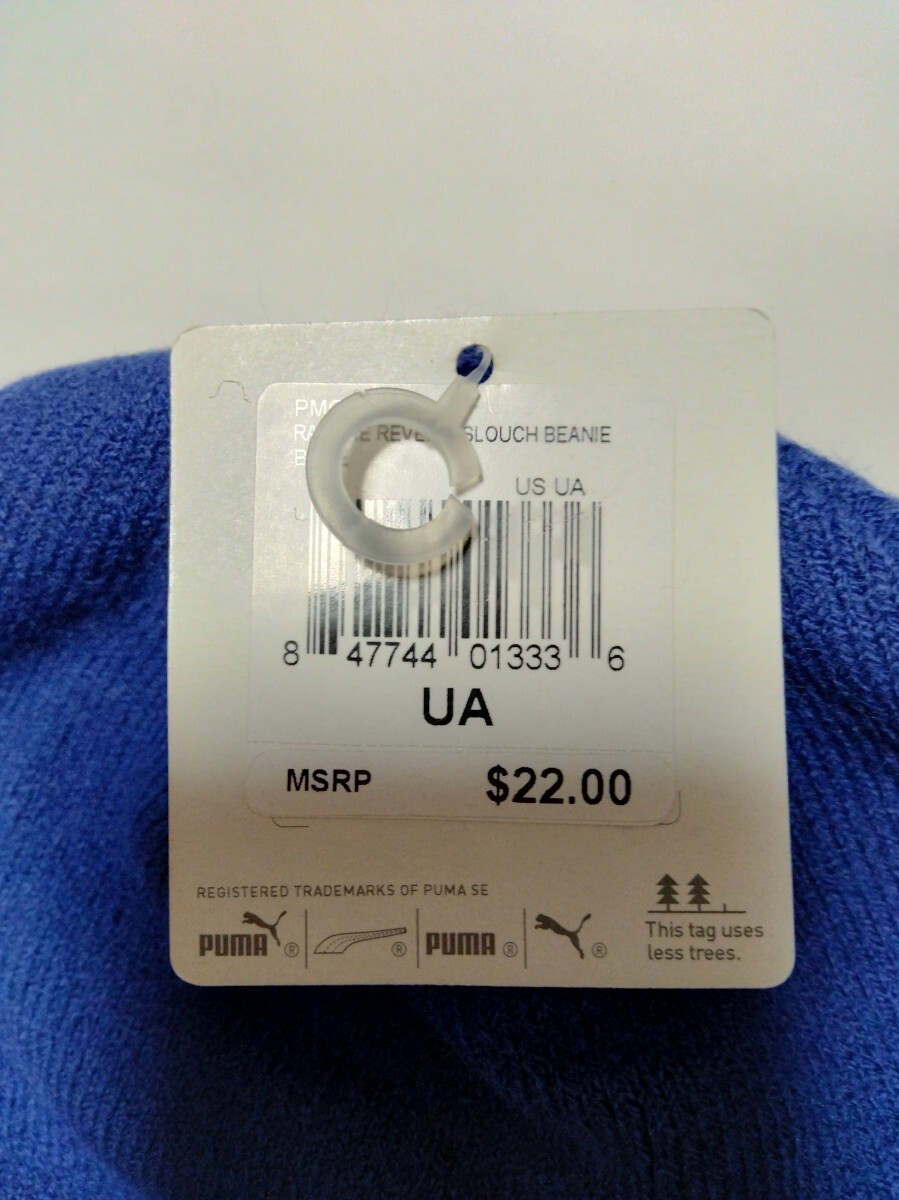 SLOUCH BEANIE
US UA
8 47744 01333 6
UA
MSRP $22.00
REGISTERED TRADEMARKS OF PUMA SE
PUMA ® ® PUMA ® ®
This tag uses
less trees.